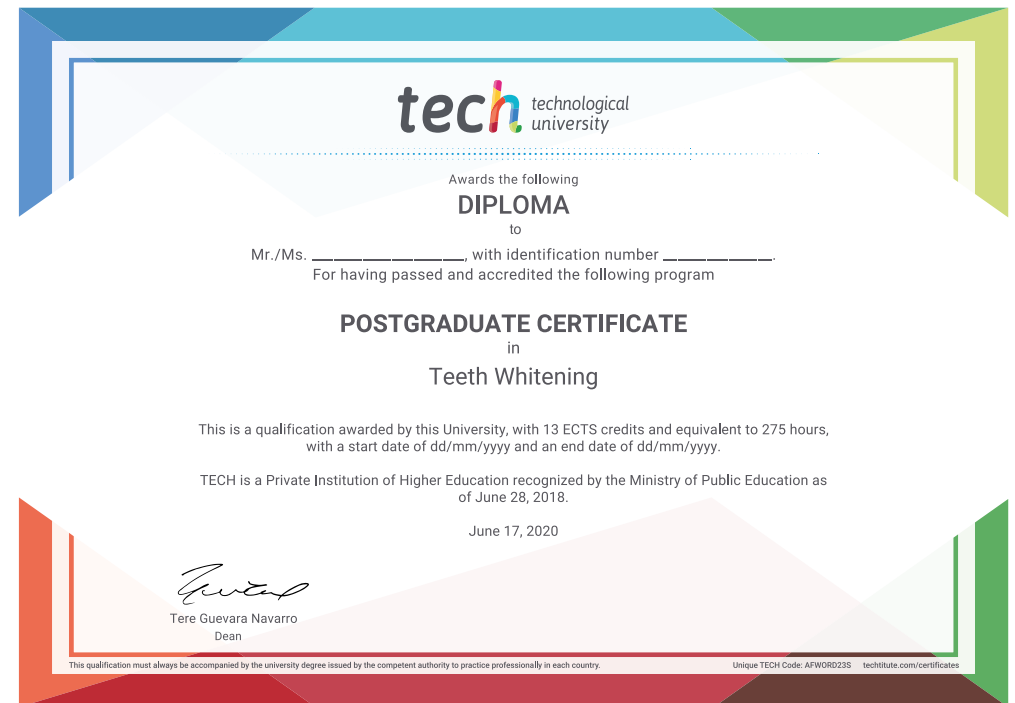 tech technological
university
Awards the following
DIPLOMA
to
Mr./Ms. __________________, with identification number _____________.
For having passed and accredited the following program
POSTGRADUATE CERTIFICATE
in
Teeth Whitening
This is a qualification awarded by this University, with 13 ECTS credits and equivalent to 275 hours,
with a start date of dd/mm/yyyy and an end date of dd/mm/yyyy.
TECH is a Private Institution of Higher Education recognized by the Ministry of Public Education as
of June 28, 2018.
June 17, 2020
Tere Guevara Navarro
Dean
This qualification must always be accompanied by the university degree issued by the competent authority to practice professionally in each country.
Unique TECH Code: AFWORD23S techtitute.com/certificates